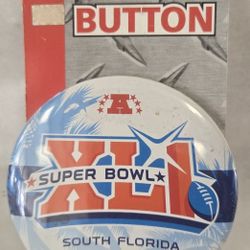 BUTTON
A
SUPER BOWL
XLI
SOUTH FLORIDA